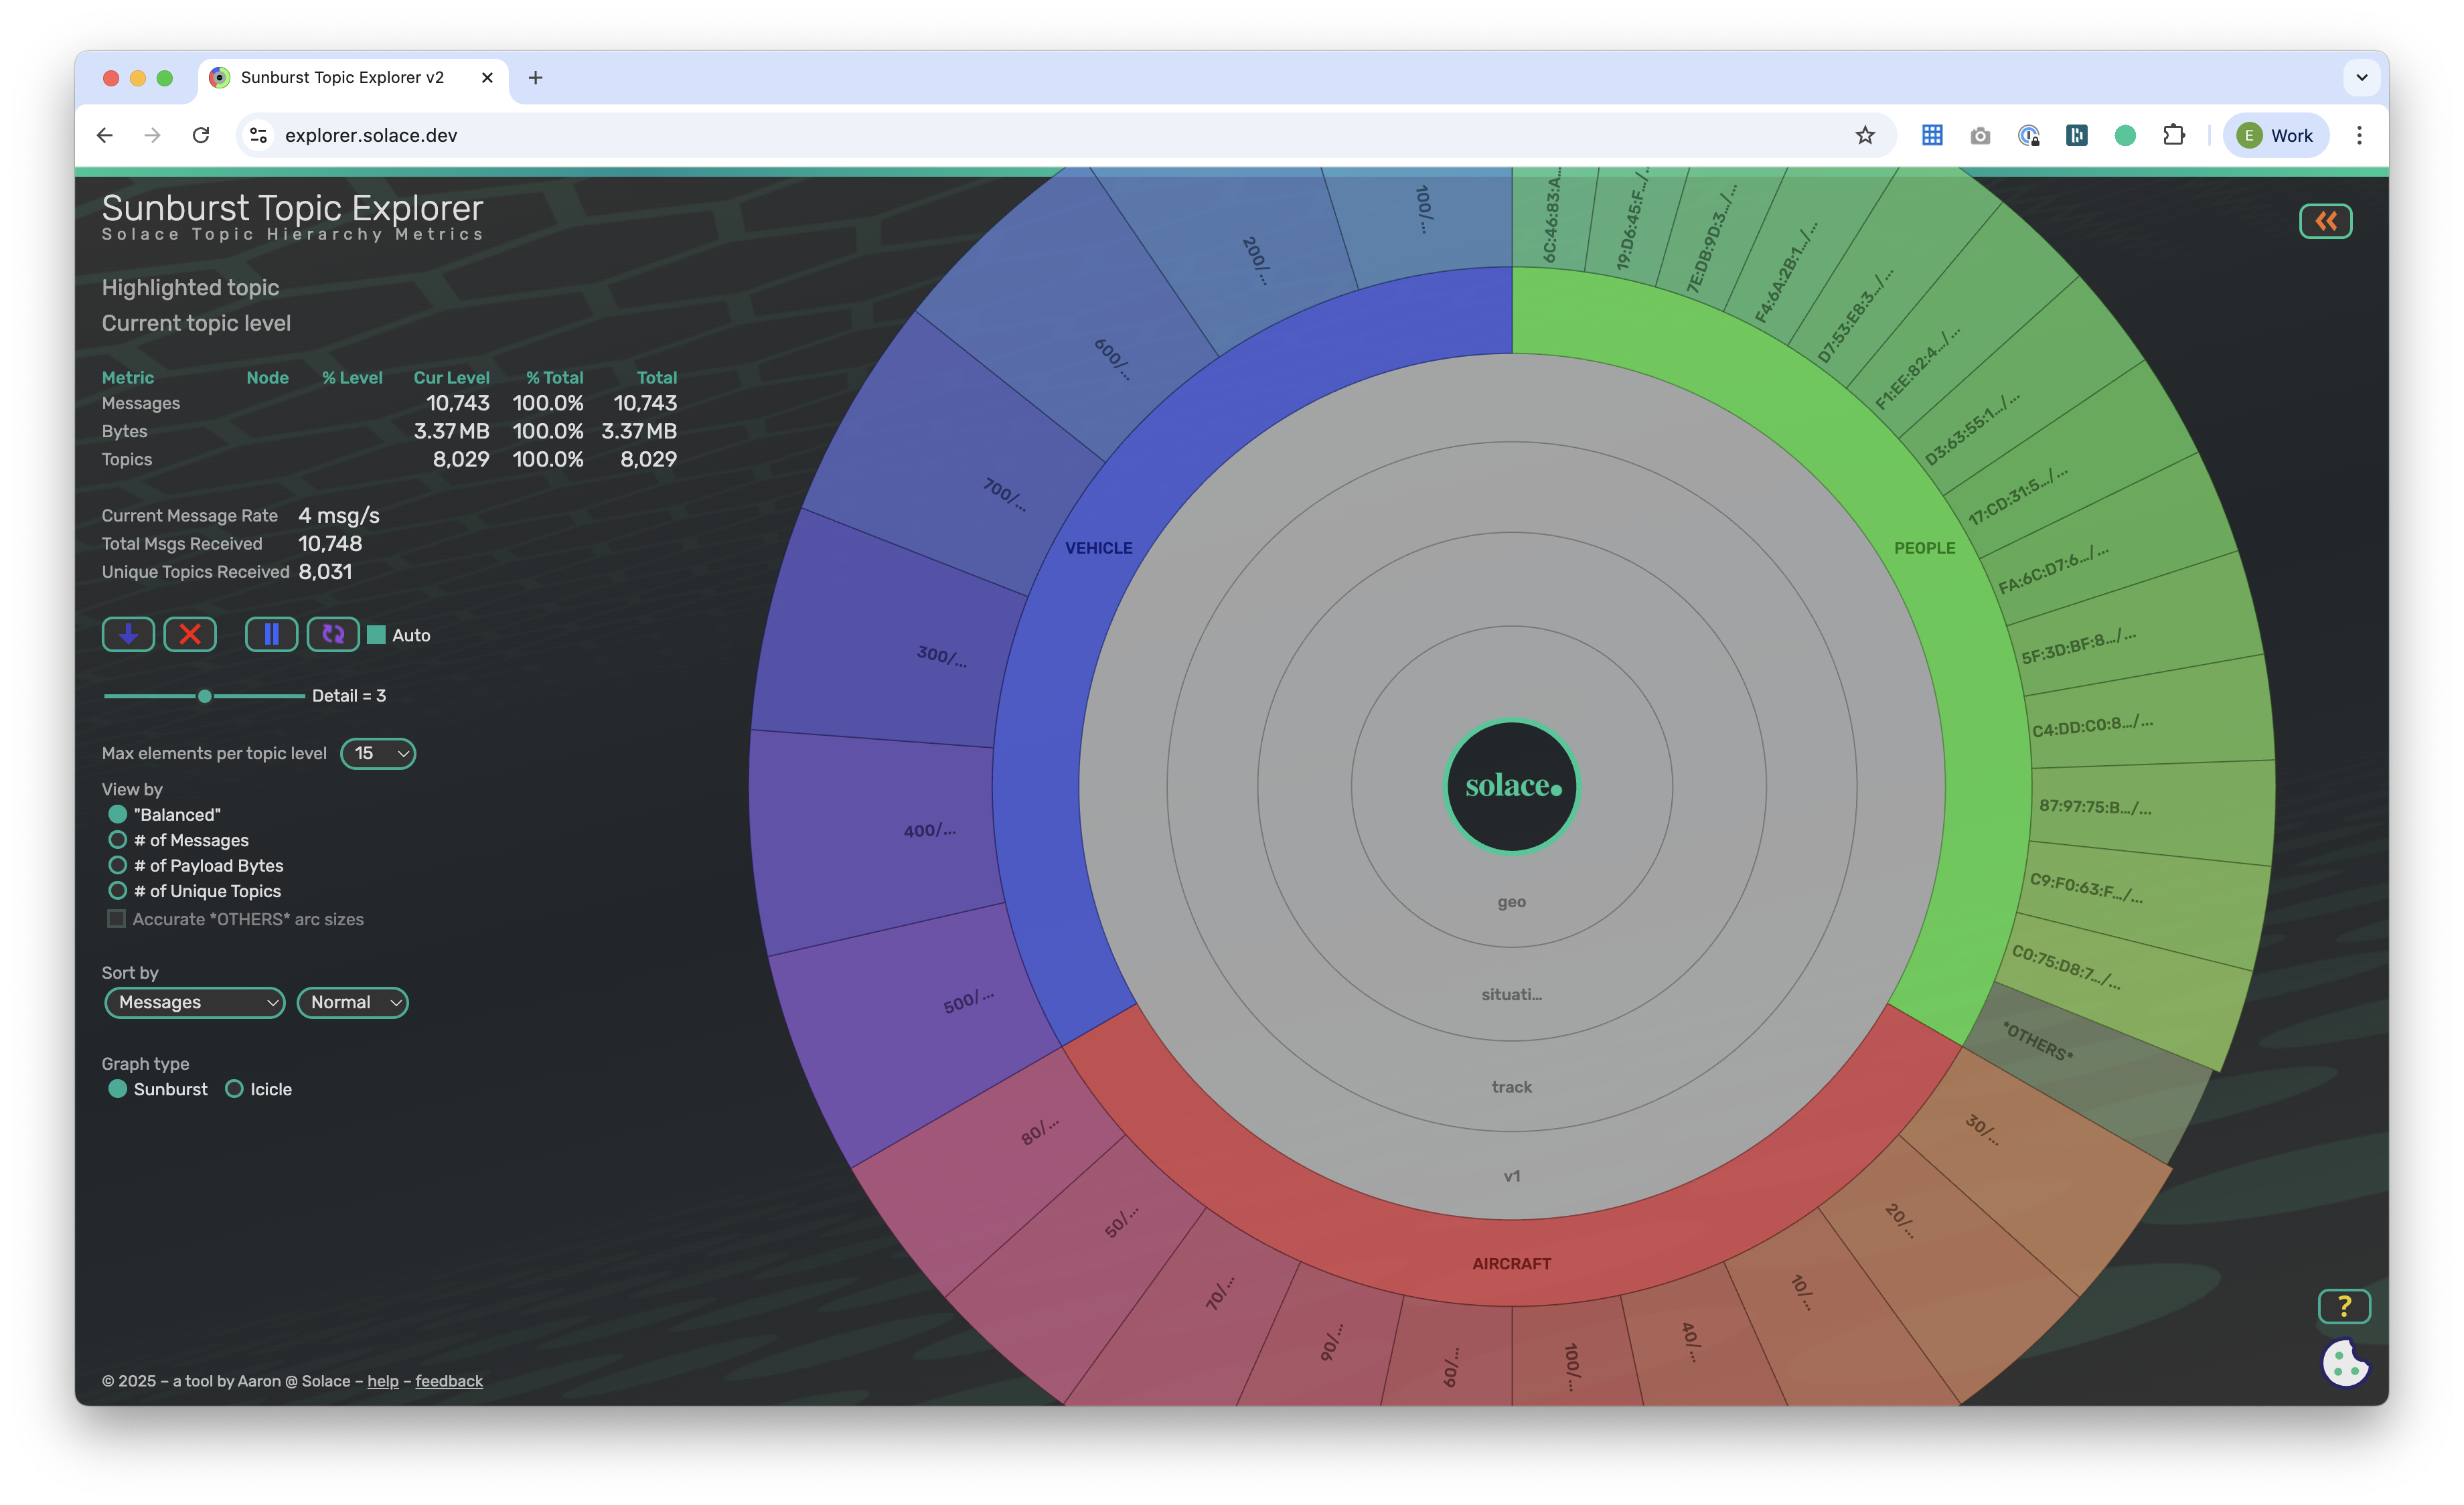 Sunburst Topic Explorer v2
explorer.solace.dev
E Work
Sunburst Topic Explorer
Solace Topic Hierarchy Metrics
Highlighted topic
Current topic level
Metric Node % Level Cur Level % Total Total
Messages 10,743 100.0% 10,743
Bytes 3.37 MB 100.0% 3.37 MB
Topics 8,029 100.0% 8,029
Current Message Rate 4 msg/s
Total Msgs Received 10,748
Unique Topics Received 8,031
Auto
Detail = 3
Max elements per topic level 15
View by
"Balanced"
# of Messages
# of Payload Bytes
# of Unique Topics
Accurate *OTHERS* arc sizes
Sort by
Messages Normal
Graph type
Sunburst Icicle
© 2025 – a tool by Aaron @ Solace – help – feedback
solace.
geo
situati...
track
v1
VEHICLE
PEOPLE
AIRCRAFT
6C:46:83:A...
19:D6:45:F.../...
7E:DB:9D:3.../...
F4:6A:2B:1.../...
D7:53:E8:3.../...
F1:EE:82:4.../...
D3:63:55:1.../...
17:CD:31:5.../...
FA:6C:D7:6.../...
5F:3D:BF:8.../...
C4:DD:C0:8.../...
87:97:75:B.../...
C9:F0:63:F.../...
C0:75:D8:7.../...
*OTHERS*
30/...
20/...
10/...
40/...
100/...
60/...
90/...
70/...
50/...
80/...
500/...
400/...
300/...
700/...
600/...
200/...
100/...
?